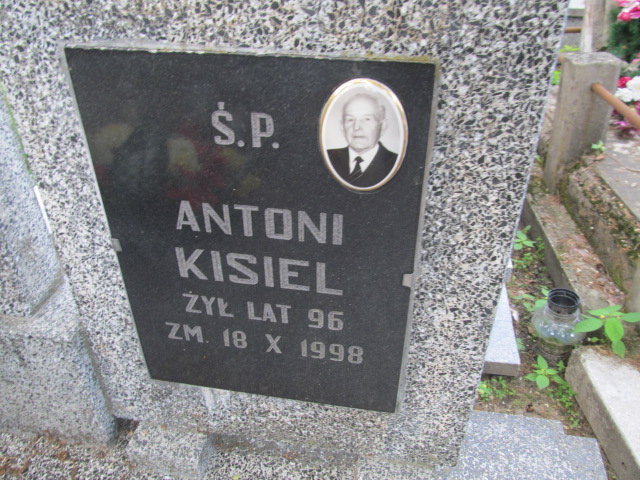 Ś.P.
ANTONI
KISIEL
ŻYŁ LAT 96
ZM. 18 X 1998